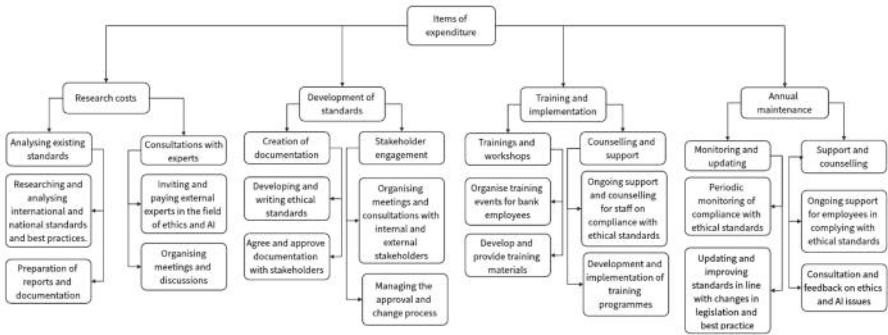 Items of
expenditure
Research costs
Analysing existing
standards
Researching and
analysing
international and
national standards
and best practices.
Preparation of
reports and
documentation
Consultations with
experts
Inviting and
paying external
experts in the field
of ethics and AI
Organising
meetings and
discussions
Development of
standards
Creation of
documentation
Developing and
writing ethical
standards
Agree and approve
documentation
with stakeholders
Stakeholder
engagement
Organising
meetings and
consultations with
internal and
external
stakeholders
Managing the
approval and
change process
Training and
implementation
Trainings and
workshops
Organise training
events for bank
employees
Develop and
provide training
materials
Counselling and
support
Ongoing support
and counselling
for staff on
compliance with
ethical standards
Development and
implementation of
training
programmes
Annual
maintenance
Monitoring and
updating
Periodic
monitoring of
compliance with
ethical standards
Updating and
improving
standards in line
with changes in
legislation and
best practice
Support and
counselling
Ongoing support
for employees in
complying with
ethical standards
Consultation and
feedback on ethics
and AI issues